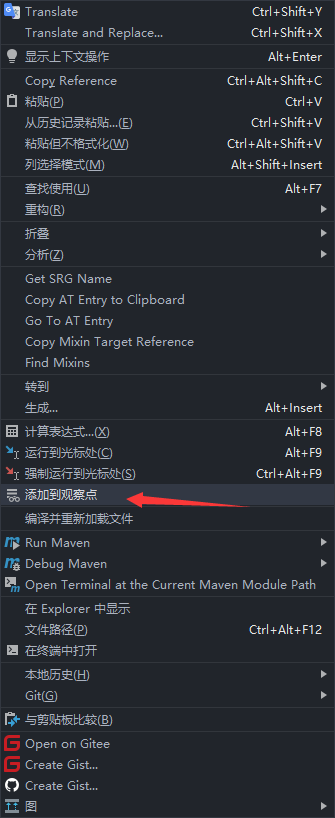 Translate Ctrl+Shift+Y
Translate and Replace... Ctrl+Shift+X
显示上下文操作 Alt+Enter
Copy Reference Ctrl+Alt+Shift+C
粘贴(P) Ctrl+V
从历史记录粘贴...(E) Ctrl+Shift+V
粘贴但不格式化(W) Ctrl+Alt+Shift+V
列选择模式(M) Alt+Shift+Insert
查找使用(U) Alt+F7
重构(R)
折叠
分析(Z)
Get SRG Name
Copy AT Entry to Clipboard
Go To AT Entry
Copy Mixin Target Reference
Find Mixins
转到
生成... Alt+Insert
计算表达式...(X) Alt+F8
运行到光标处(C) Alt+F9
强制运行到光标处(S) Ctrl+Alt+F9
添加到观察点
编译并重新加载文件
Run Maven
Debug Maven
Open Terminal at the Current Maven Module Path
在 Explorer 中显示
文件路径(P) Ctrl+Alt+F12
在终端中打开
本地历史(H)
Git(G)
与剪贴板比较(B)
Open on Gitee
Create Gist...
Create Gist...
图